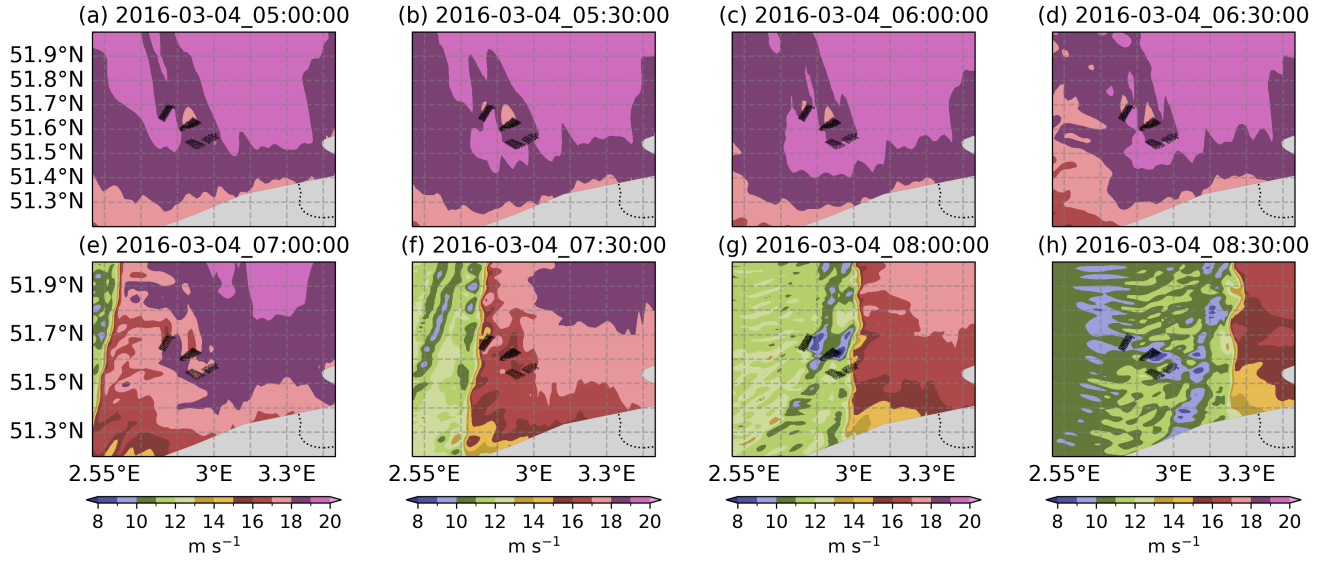 (a) 2016-03-04_05:00:00
(b) 2016-03-04_05:30:00
(c) 2016-03-04_06:00:00
(d) 2016-03-04_06:30:00
51.9°N
51.8°N
51.7°N
51.6°N
51.5°N
51.4°N
51.3°N
(e) 2016-03-04_07:00:00
(f) 2016-03-04_07:30:00
(g) 2016-03-04_08:00:00
(h) 2016-03-04_08:30:00
51.9°N
51.7°N
51.5°N
51.3°N
2.55°E 3°E 3.3°E
2.55°E 3°E 3.3°E
2.55°E 3°E 3.3°E
2.55°E 3°E 3.3°E
8 10 12 14 16 18 20
8 10 12 14 16 18 20
8 10 12 14 16 18 20
8 10 12 14 16 18 20
m s⁻¹
m s⁻¹
m s⁻¹
m s⁻¹